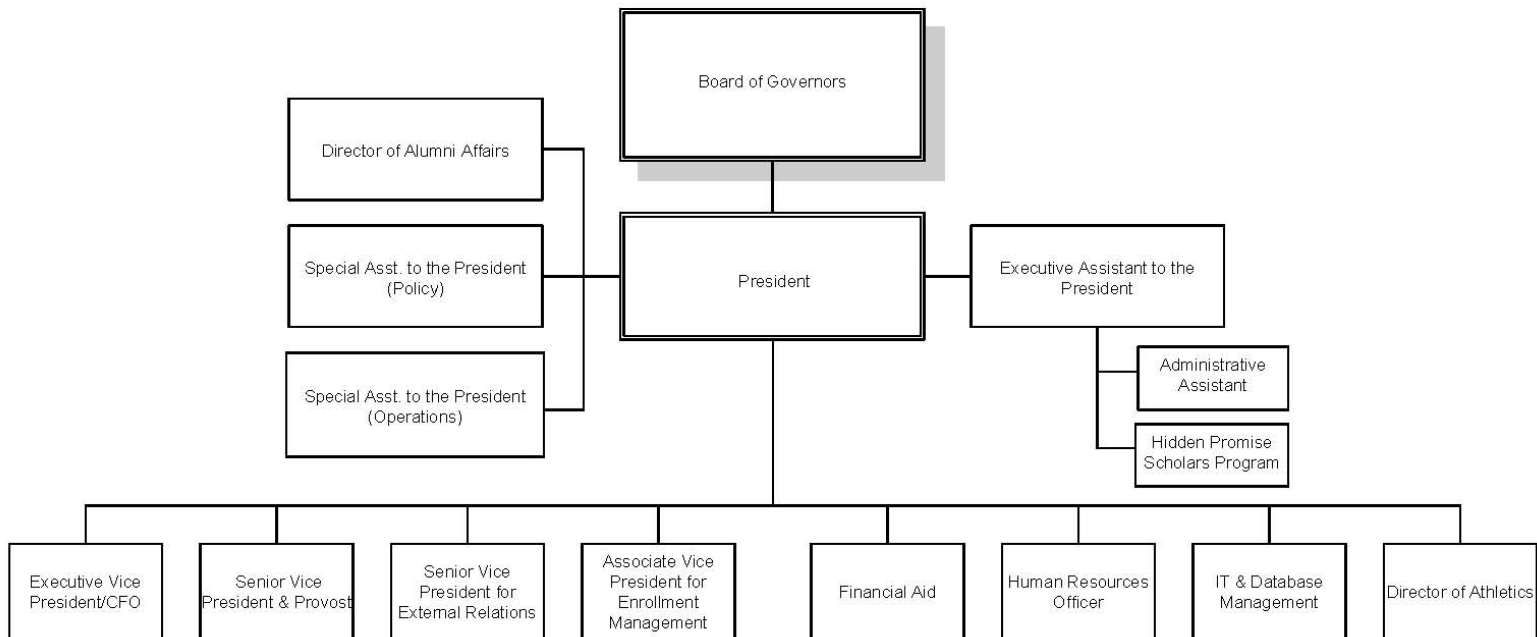 Board of Governors
Director of Alumni Affairs
Special Asst. to the President
(Policy)
President
Executive Assistant to the
President
Special Asst. to the President
(Operations)
Administrative
Assistant
Hidden Promise
Scholars Program
Executive Vice
President/CFO
Senior Vice
President & Provost
Senior Vice
President for
External Relations
Associate Vice
President for
Enrollment
Management
Financial Aid
Human Resources
Officer
IT & Database
Management
Director of Athletics